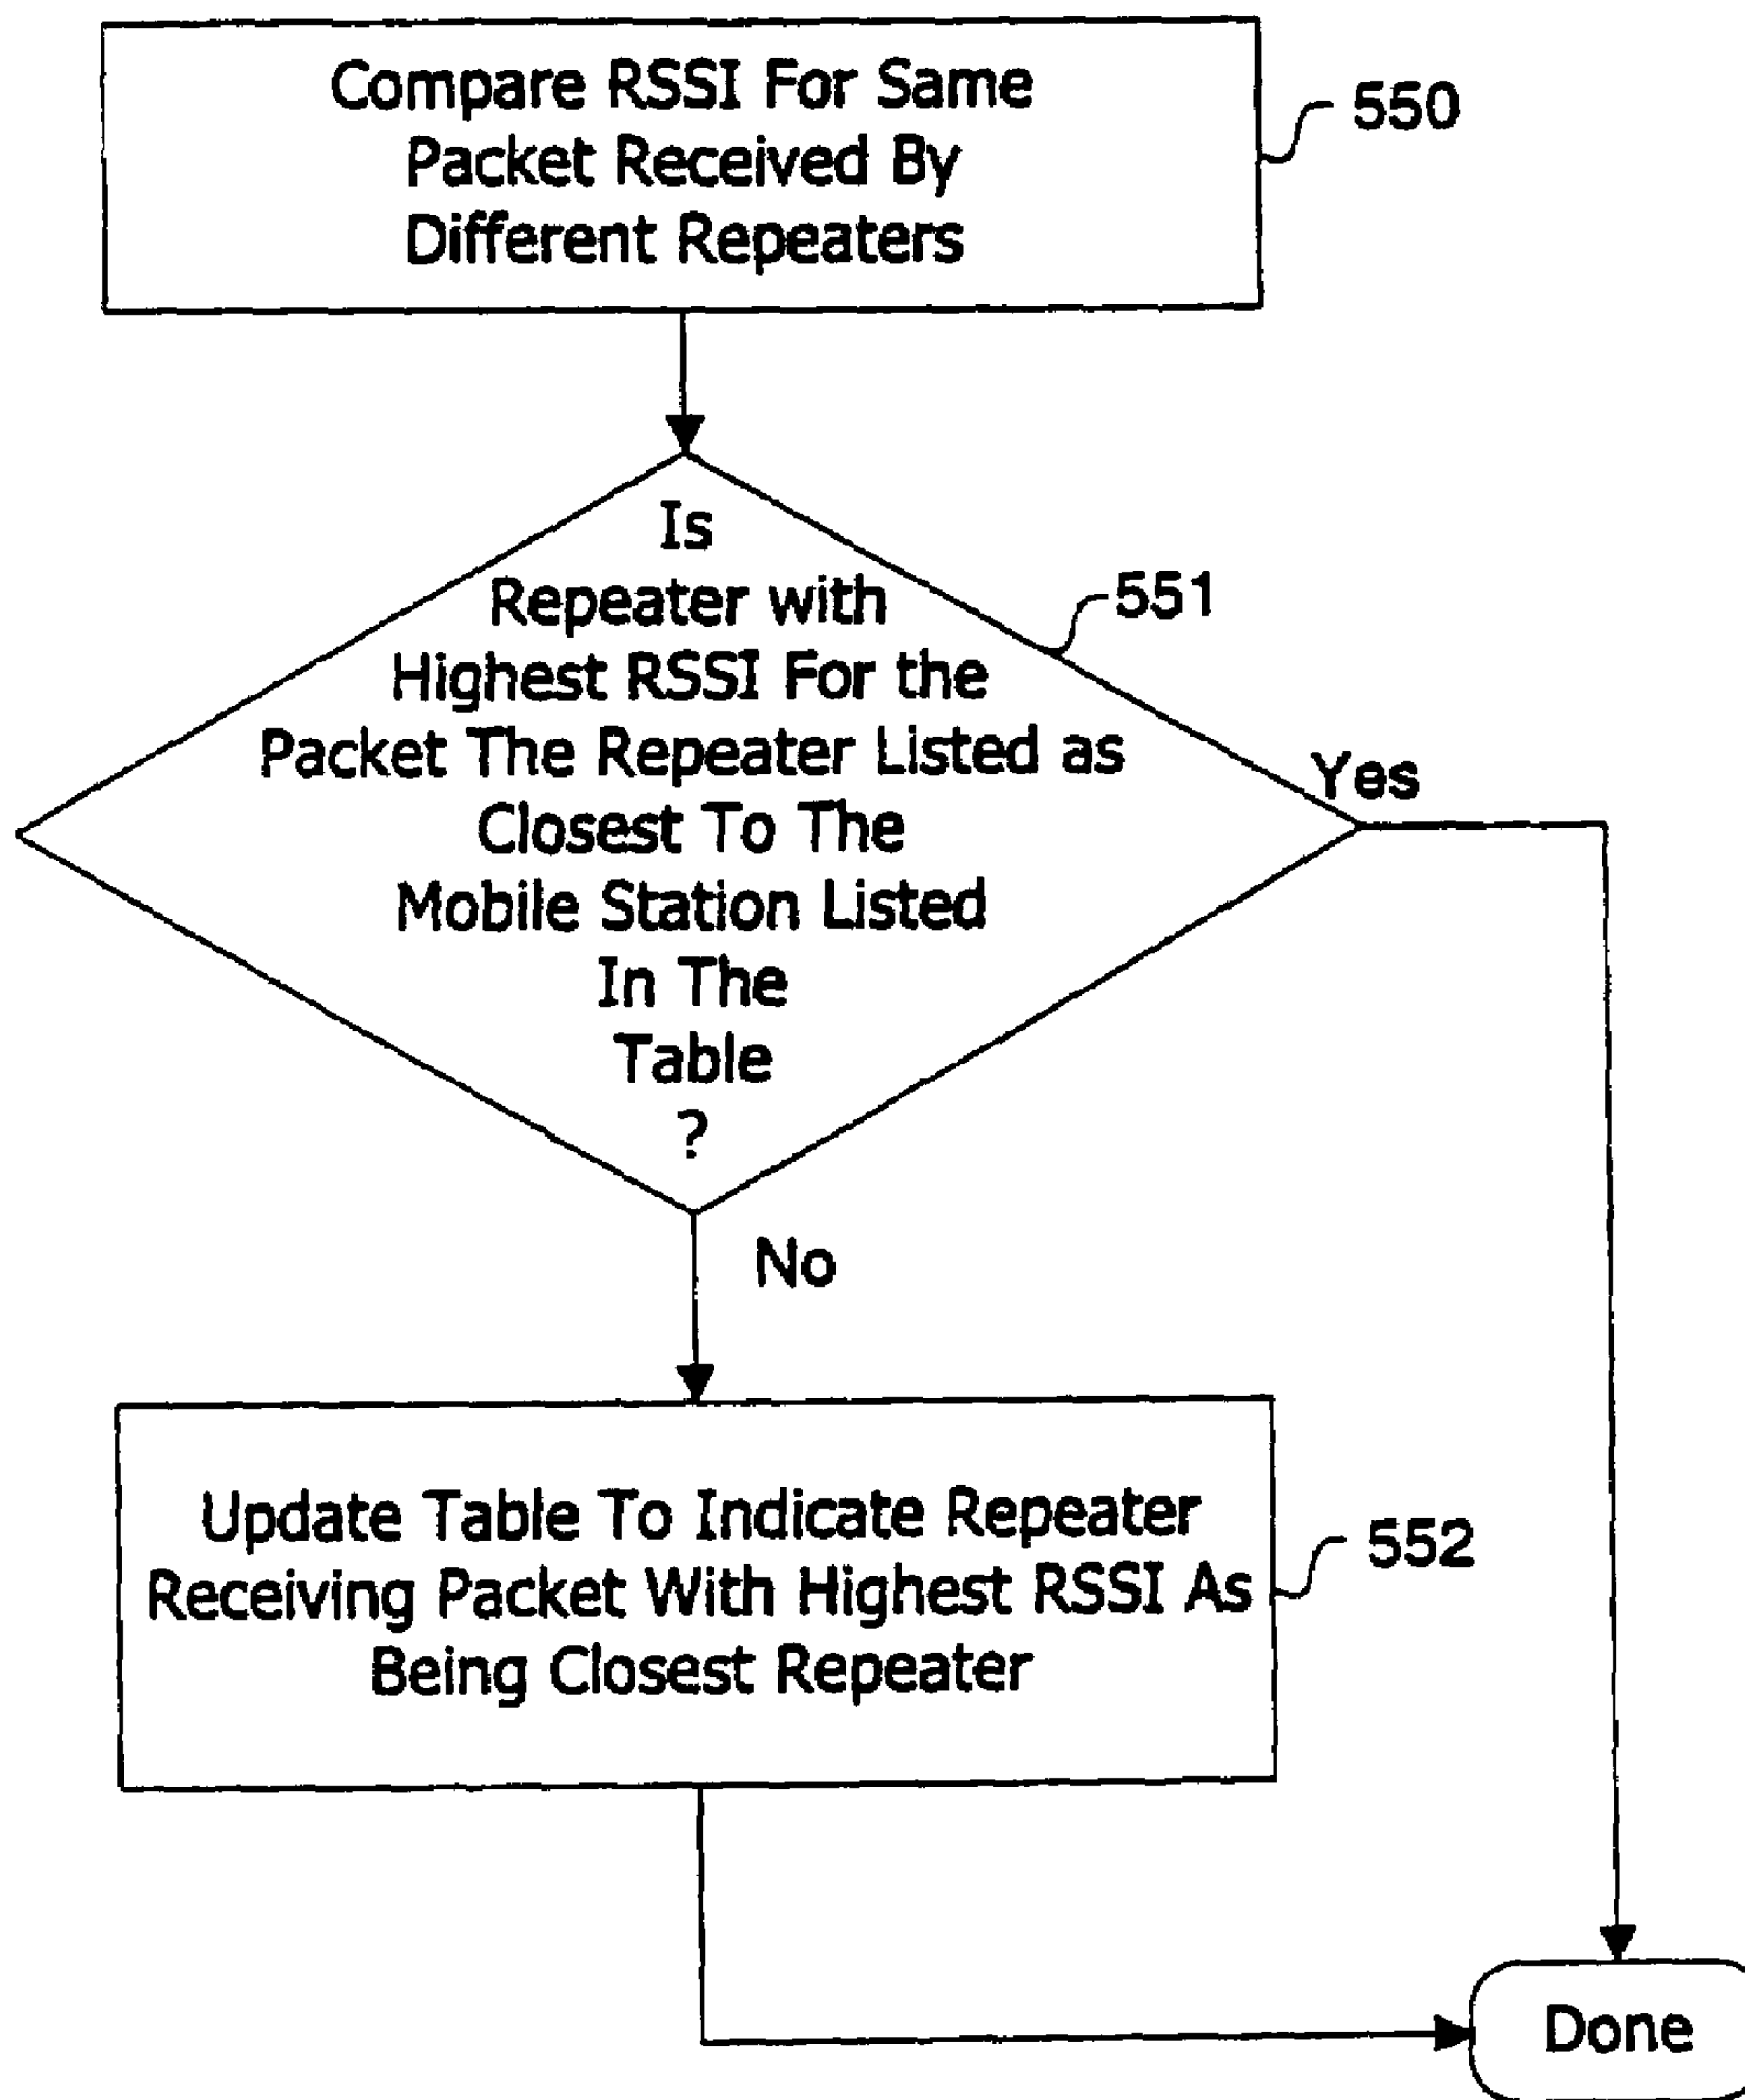 Compare RSSI For Same
Packet Received By
Different Repeaters
550
Is
Repeater with
Highest RSSI For the
Packet The Repeater Listed as
Closest To The
Mobile Station Listed
In The
Table
?
551
Yes
No
Update Table To Indicate Repeater
Receiving Packet With Highest RSSI As
Being Closest Repeater
552
Done